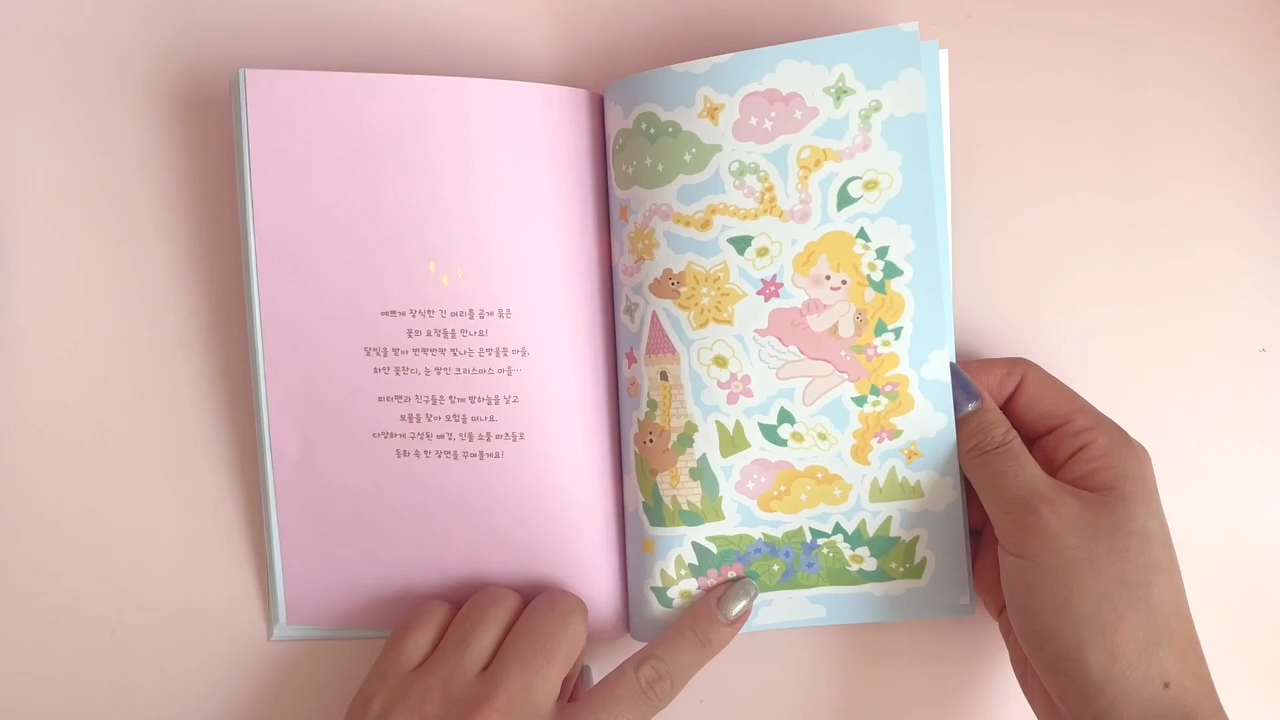 예쁘게 장식한 긴 머리를 곱게 묶은
꽃의 요정들을 만나요!
달빛을 받아 반짝반짝 빛나는 은방울꽃 마을,
하얀 꽃잔디, 눈 쌓인 크리스마스 마을…
피터팬과 친구들은 함께 밤하늘을 날고
보물을 찾아 모험을 떠나요.
다양하게 구성된 배경, 인물 소품 파츠들로
동화 속 한 장면을 꾸며볼게요!